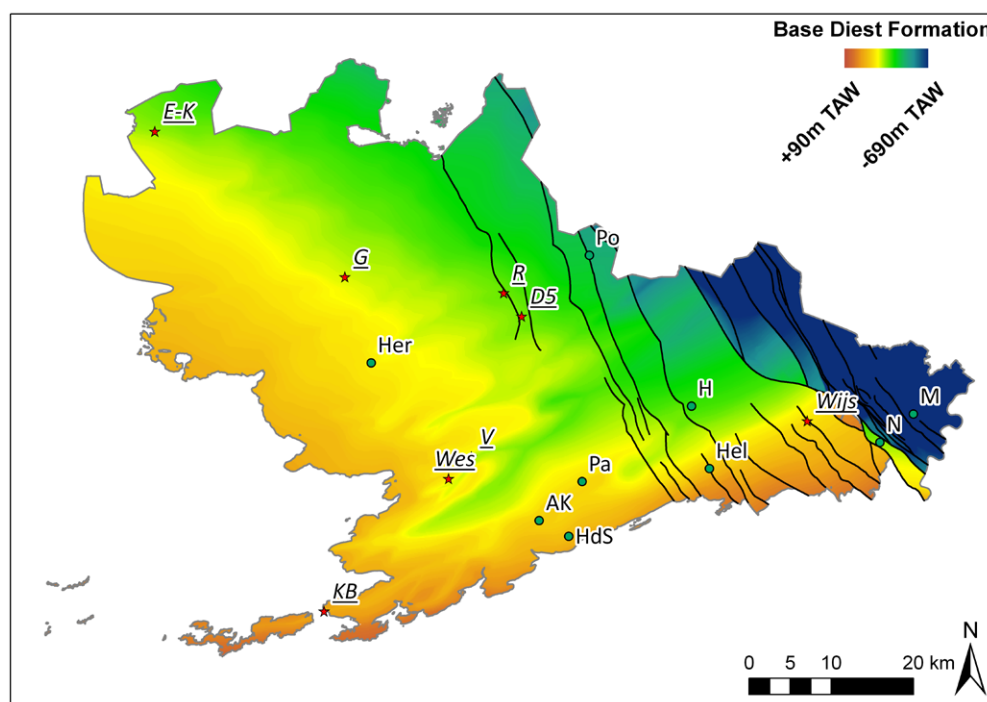 Base Diest Formation
+90m TAW
-690m TAW
E-K
G
Po
R
D5
Her
H
Wijs
M
N
V
Wes
Pa
Hel
AK
HdS
KB
N
0 5 10 20 km